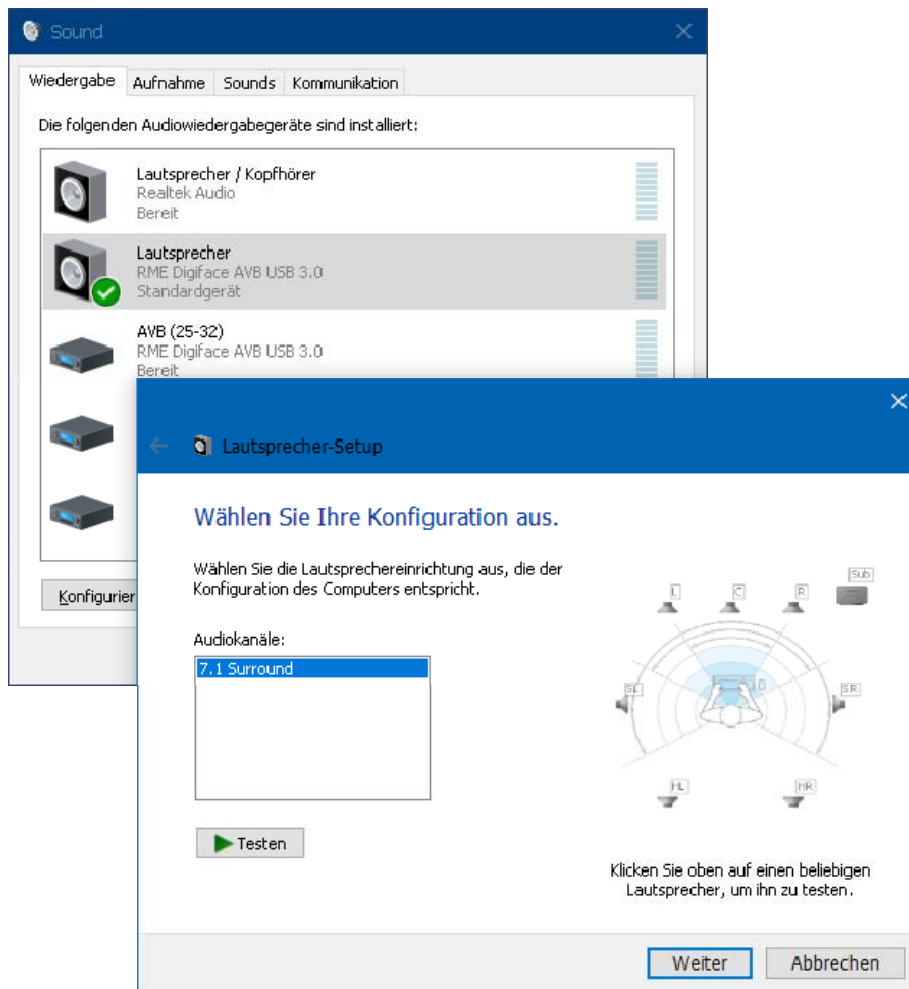 Sound
Wiedergabe Aufnahme Sounds Kommunikation
Die folgenden Audiowiedergabegeräte sind installiert:
Lautsprecher / Kopfhörer
Realtek Audio
Bereit
Lautsprecher
RME Digiface AVB USB 3.0
Standardgerät
AVB (25-32)
RME Digiface AVB USB 3.0
Bereit
Konfigurier
Lautsprecher-Setup
Wählen Sie Ihre Konfiguration aus.
Wählen Sie die Lautsprechereinrichtung aus, die der
Konfiguration des Computers entspricht.
Audiokanäle:
7.1 Surround
Testen
L C R Sub
SL SR
HL HR
Klicken Sie oben auf einen beliebigen
Lautsprecher, um ihn zu testen.
Weiter Abbrechen